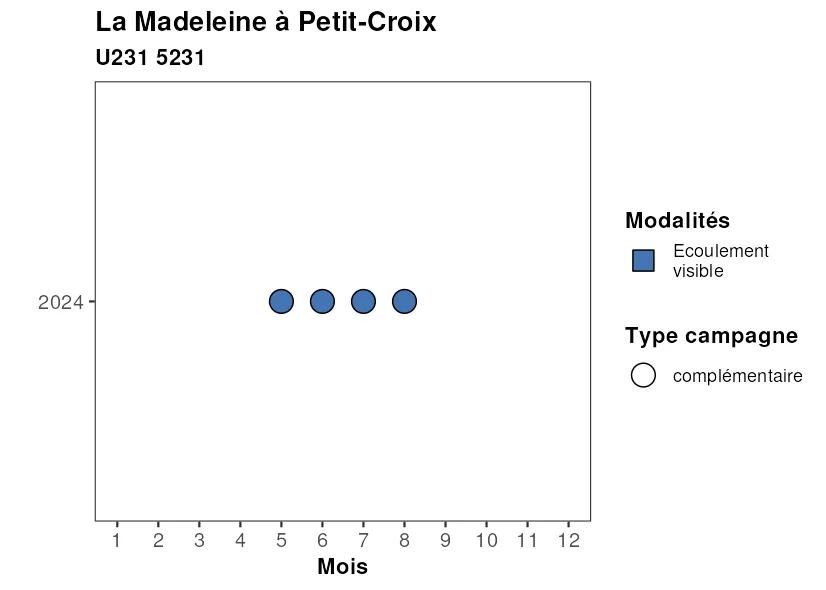 La Madeleine à Petit-Croix
U231 5231
2024
1 2 3 4 5 6 7 8 9 10 11 12
Mois
Modalités
Ecoulement
visible
Type campagne
complémentaire